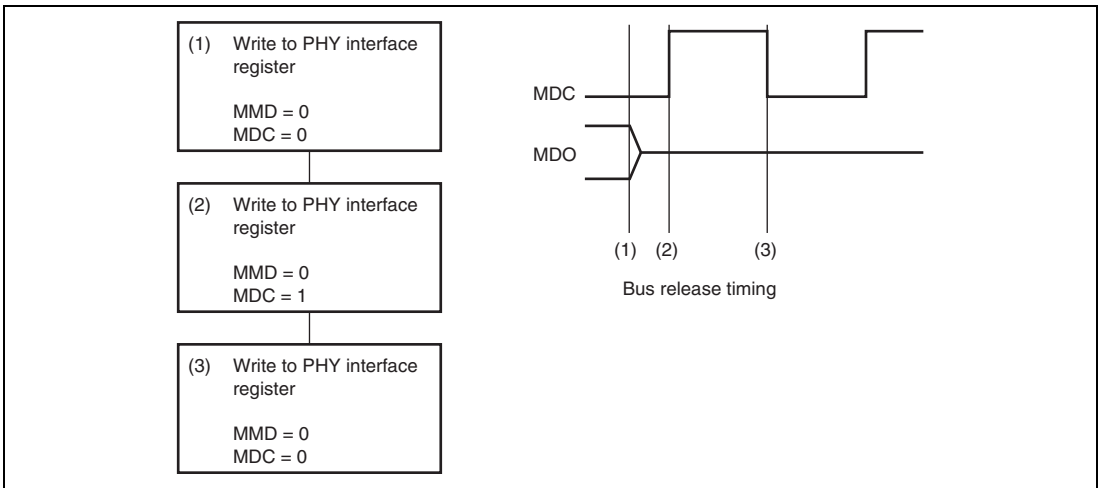 (1) Write to PHY interface
register
MMD = 0
MDC = 0
(2) Write to PHY interface
register
MMD = 0
MDC = 1
(3) Write to PHY interface
register
MMD = 0
MDC = 0
MDC
MDO
(1) (2) (3)
Bus release timing